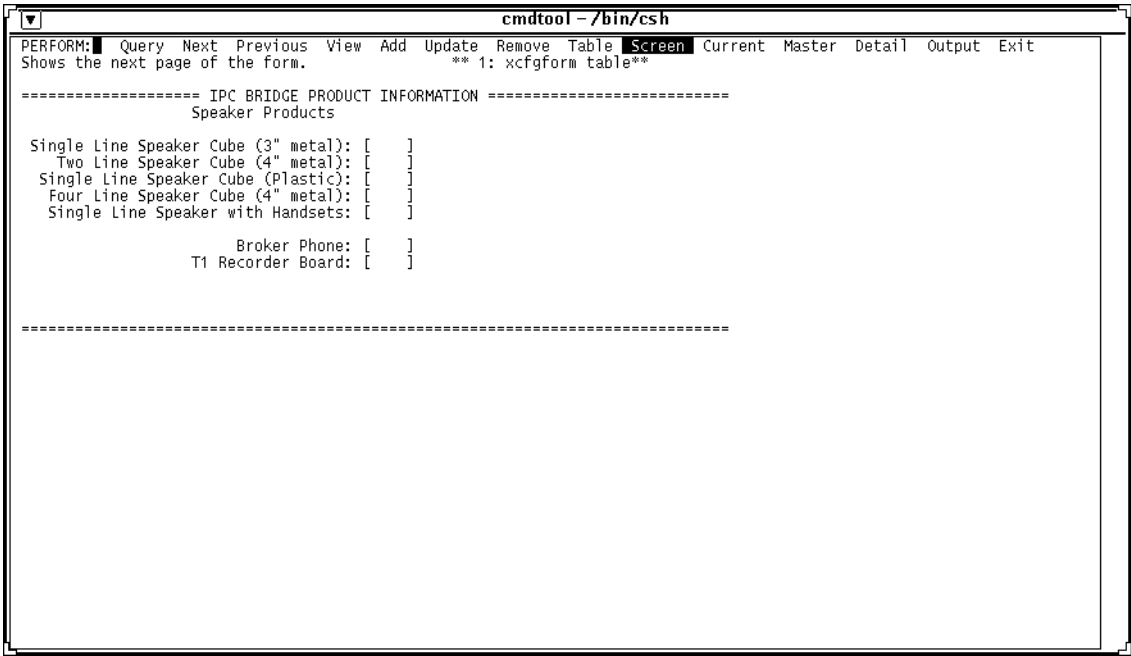 cmdtool – /bin/csh
PERFORM: Query Next Previous View Add Update Remove Table Screen Current Master Detail Output Exit
Shows the next page of the form. ** 1: xcfgform table**
==================== IPC BRIDGE PRODUCT INFORMATION ===========================
Speaker Products
Single Line Speaker Cube (3" metal): [    ]
Two Line Speaker Cube (4" metal): [    ]
Single Line Speaker Cube (Plastic): [    ]
Four Line Speaker Cube (4" metal): [    ]
Single Line Speaker with Handsets: [    ]
Broker Phone: [    ]
T1 Recorder Board: [    ]
===============================================================================